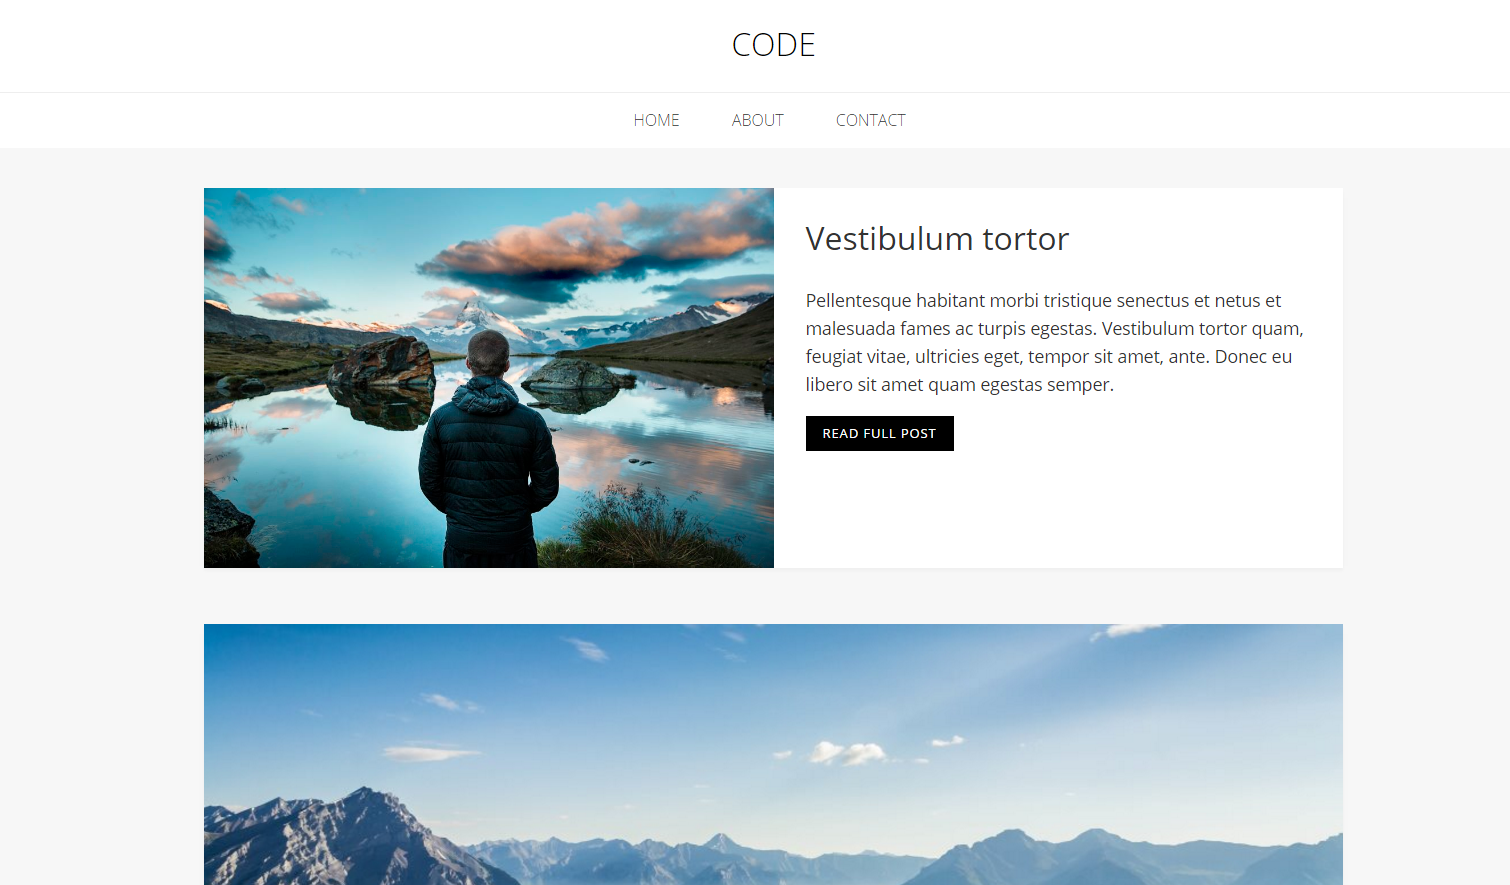 CODE
HOME ABOUT CONTACT
Vestibulum tortor
Pellentesque habitant morbi tristique senectus et netus et
malesuada fames ac turpis egestas. Vestibulum tortor quam,
feugiat vitae, ultricies eget, tempor sit amet, ante. Donec eu
libero sit amet quam egestas semper.
READ FULL POST